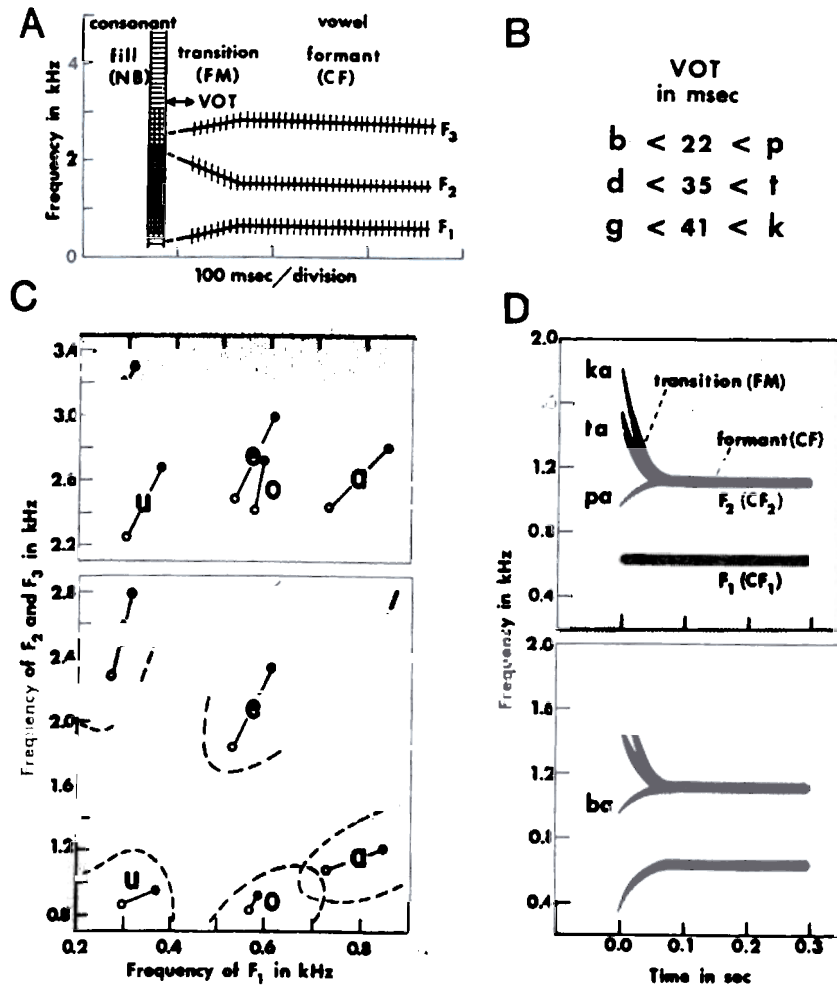 A
consonant
vowel
fill
(NB)
transition
(FM)
formant
(CF)
VOT
F3
F2
F1
4
2
0
Frequency in kHz
100 msec/division
B
VOT
in msec
b < 22 < p
d < 35 < t
g < 41 < k
C
3.4
3.0
2.6
2.2
u
e
o
a
2.8
2.4
2.0
1.6
1.2
0.8
e
u
o
a
Frequency of F2 and F3 in kHz
0.2
0.4
0.6
0.8
Frequency of F1 in kHz
D
2.0
1.2
0.8
0.4
ka
ta
pa
transition (FM)
formant (CF)
F2 (CF2)
F1 (CF1)
Frequency in kHz
2.0
1.6
1.2
0.8
0.4
ba
0.0
0.1
0.2
0.3
Time in sec